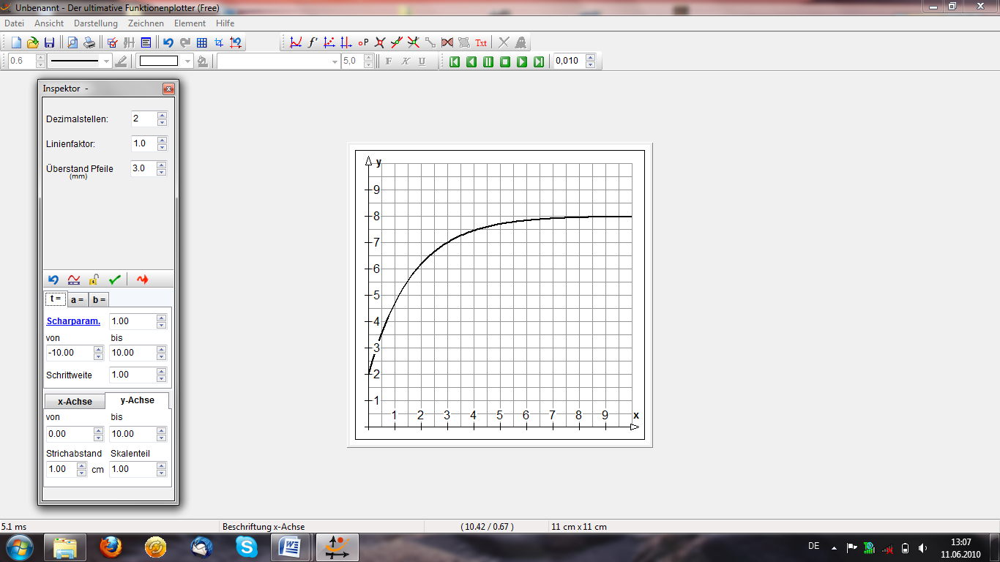 Unbenannt - Der ultimative Funktionenplotter (Free)
Datei Ansicht Darstellung Zeichnen Element Hilfe
f' P Txt
0.6 5,0 F K U 0,010
Inspektor -
Dezimalstellen: 2
Linienfaktor: 1.0
Überstand Pfeile 3.0
(mm)
t = a = b =
Scharparam. 1.00
von bis
-10.00 10.00
Schrittweite 1.00
x-Achse y-Achse
von bis
0.00 10.00
Strichabstand Skalenteil
1.00 cm 1.00
y
9
8
7
6
5
4
3
2
1
1 2 3 4 5 6 7 8 9 x
5.1 ms Beschriftung x-Achse ( 10.42 / 0.67 ) 11 cm x 11 cm
DE 13:07
11.06.2010